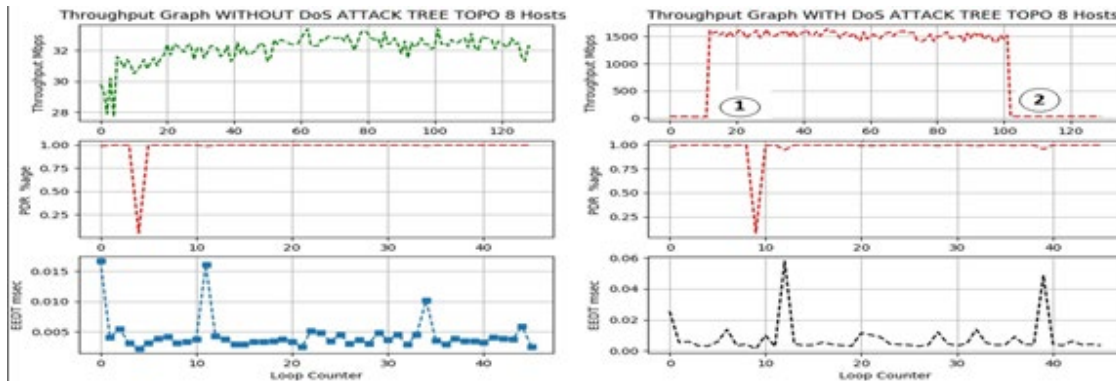 Throughput Graph WITHOUT DoS ATTACK TREE TOPO 8 Hosts
Throughput Mbps
32
30
28
0 20 40 60 80 100 120
PDR %age
1.00
0.75
0.50
0.25
0 10 20 30 40
EEDT msec
0.015
0.010
0.005
0 10 20 30 40
Loop Counter
Throughput Graph WITH DoS ATTACK TREE TOPO 8 Hosts
Throughput Mbps
1500
1000
500
0
1
2
0 20 40 60 80 100 120
PDR %age
1.00
0.75
0.50
0.25
0 10 20 30 40
EEDT msec
0.06
0.04
0.02
0.00
0 10 20 30 40
Loop Counter